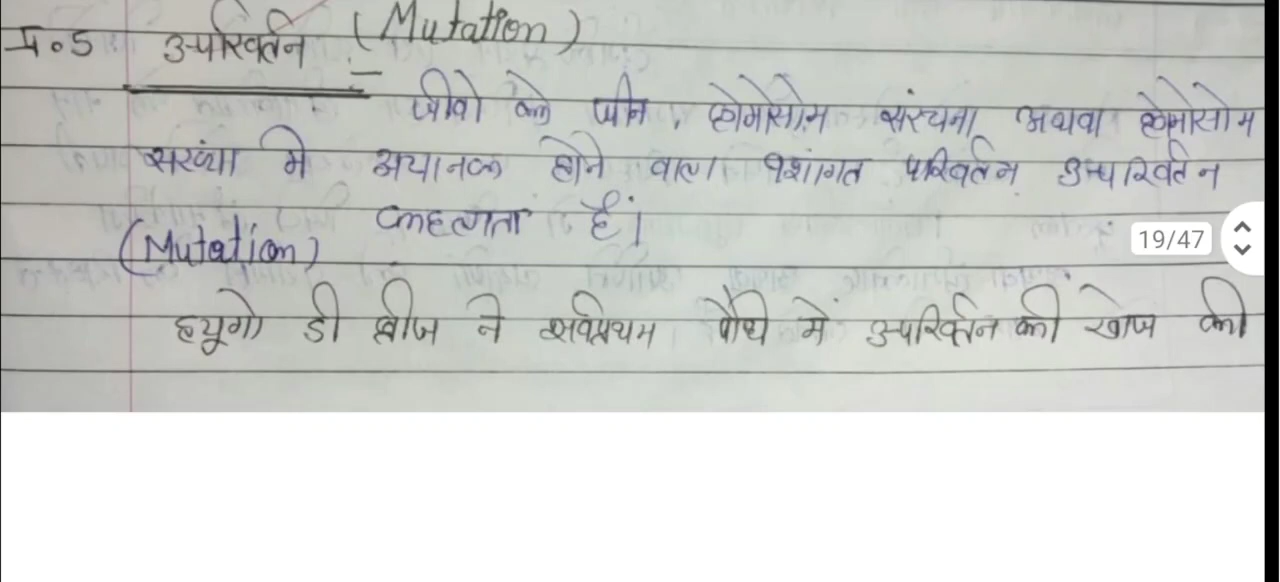 प्र०5 उत्परिवर्तन (Mutation) :-
जीवो के जीन, क्रोमोसोम संरचना अथवा क्रोमोसोम
संरव्या मे अचानक होने वाला वंशागत परिवर्तन उत्परिवर्तन
(Mutation) कहलाता है।
19/47
ह्यूगो डी व्रीज ने सर्वप्रथम पौधे में उत्परिवर्तन की खोज की